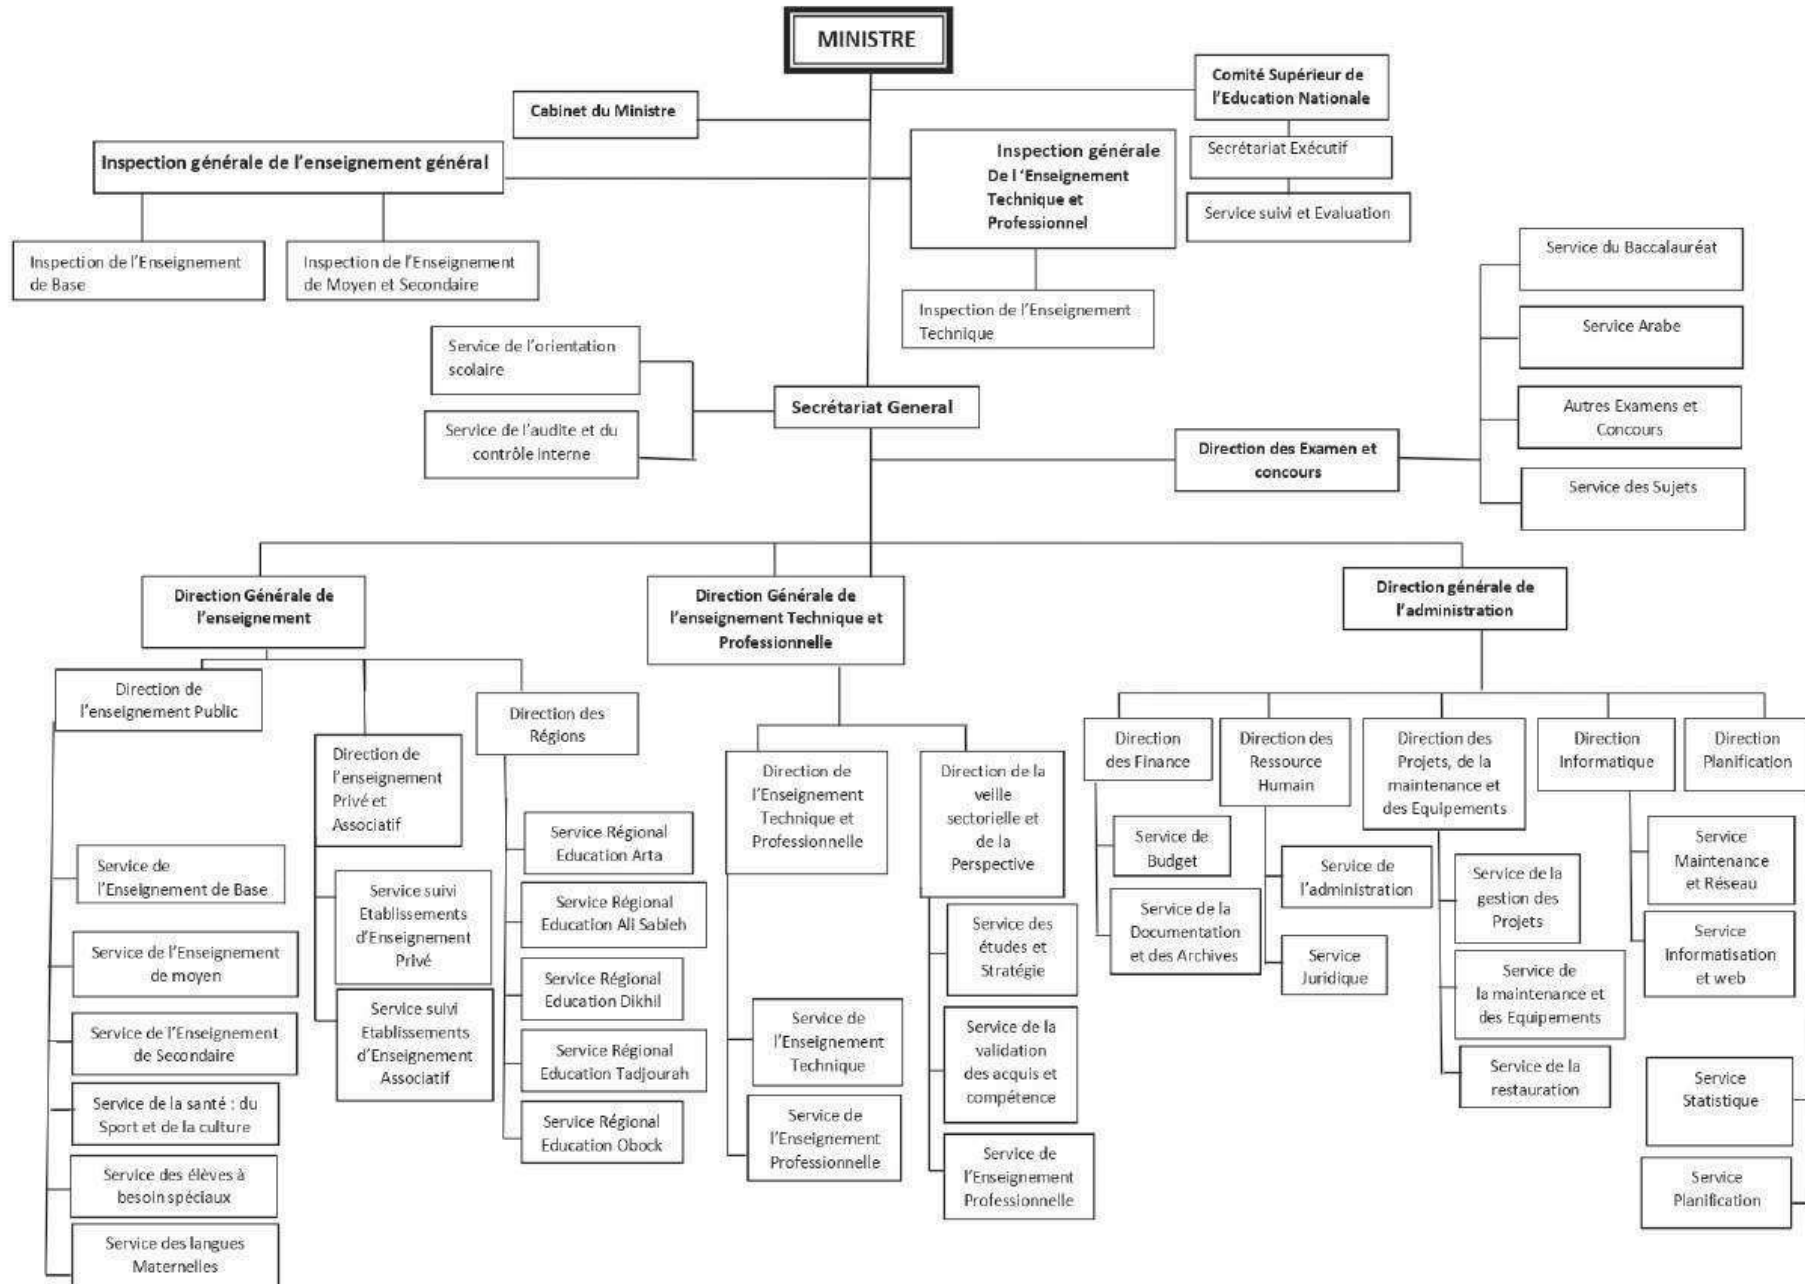 MINISTRE
Comité Supérieur de
l'Education Nationale
Cabinet du Ministre
Secrétariat Exécutif
Service suivi et Evaluation
Inspection générale de l'enseignement général
Inspection générale
De l 'Enseignement
Technique et
Professionnel
Inspection de l'Enseignement
de Base
Inspection de l'Enseignement
de Moyen et Secondaire
Inspection de l'Enseignement
Technique
Service de l'orientation
scolaire
Service de l'audite et du
contrôle interne
Secrétariat General
Direction des Examen et
concours
Service du Baccalauréat
Service Arabe
Autres Examens et
Concours
Service des Sujets
Direction Générale de
l'enseignement
Direction Générale de
l'enseignement Technique et
Professionnelle
Direction générale de
l'administration
Direction de
l'enseignement Public
Service de
l'Enseignement de Base
Service de l'Enseignement
de moyen
Service de l'Enseignement
de Secondaire
Service de la santé : du
Sport et de la culture
Service des élèves à
besoin spéciaux
Service des langues
Maternelles
Direction de
l'enseignement
Privé et
Associatif
Service suivi
Etablissements
d'Enseignement
Privé
Service suivi
Etablissements
d'Enseignement
Associatif
Direction des
Régions
Service Régional
Education Arta
Service Régional
Education Ali Sabieh
Service Régional
Education Dikhil
Service Régional
Education Tadjourah
Service Régional
Education Obock
Direction de
l'Enseignement
Technique et
Professionnelle
Service de
l'Enseignement
Technique
Service de
l'Enseignement
Professionnelle
Direction de la
veille
sectorielle et
de la
Perspective
Service des
études et
Stratégie
Service de la
validation
des acquis et
compétence
Service de
l'Enseignement
Professionnelle
Direction
des Finance
Service de
Budget
Service de la
Documentation
et des Archives
Direction des
Ressource
Humain
Service de
l'administration
Service
Juridique
Direction des
Projets, de la
maintenance et
des Equipements
Service de la
gestion des
Projets
Service de
la maintenance et
des Equipements
Service de la
restauration
Direction
Informatique
Service
Maintenance
et Réseau
Service
Informatisation
et web
Direction
Planification
Service
Statistique
Service
Planification